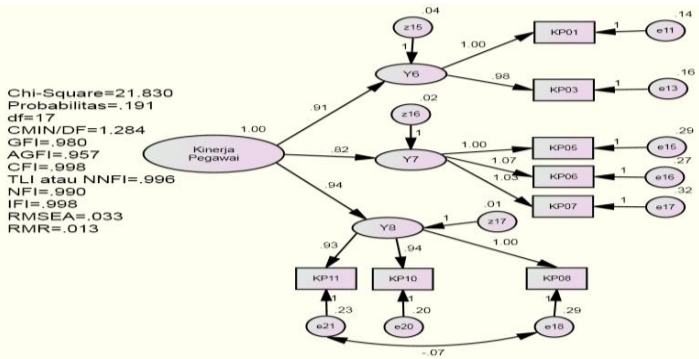 Chi-Square=21.830
Probabilitas=.191
df=17
CMIN/DF=1.284
GFI=.980
AGFI=.957
CFI=.998
TLI atau NNFI=.996
NFI=.990
IFI=.998
RMSEA=.033
RMR=.013
1.00
Kinerja
Pegawai
.91
.82
.94
.04
z15
1
Y6
1.00
.98
KP01
1
.14
e11
KP03
1
.16
e13
.02
z16
1
Y7
1.00
1.07
1.03
KP05
1
.29
e15
KP06
1
.27
e16
KP07
1
.32
e17
Y8
1
.01
z17
.93
.94
1.00
KP11
KP10
KP08
1
.23
e21
1
.20
e20
1
.29
e18
-.07